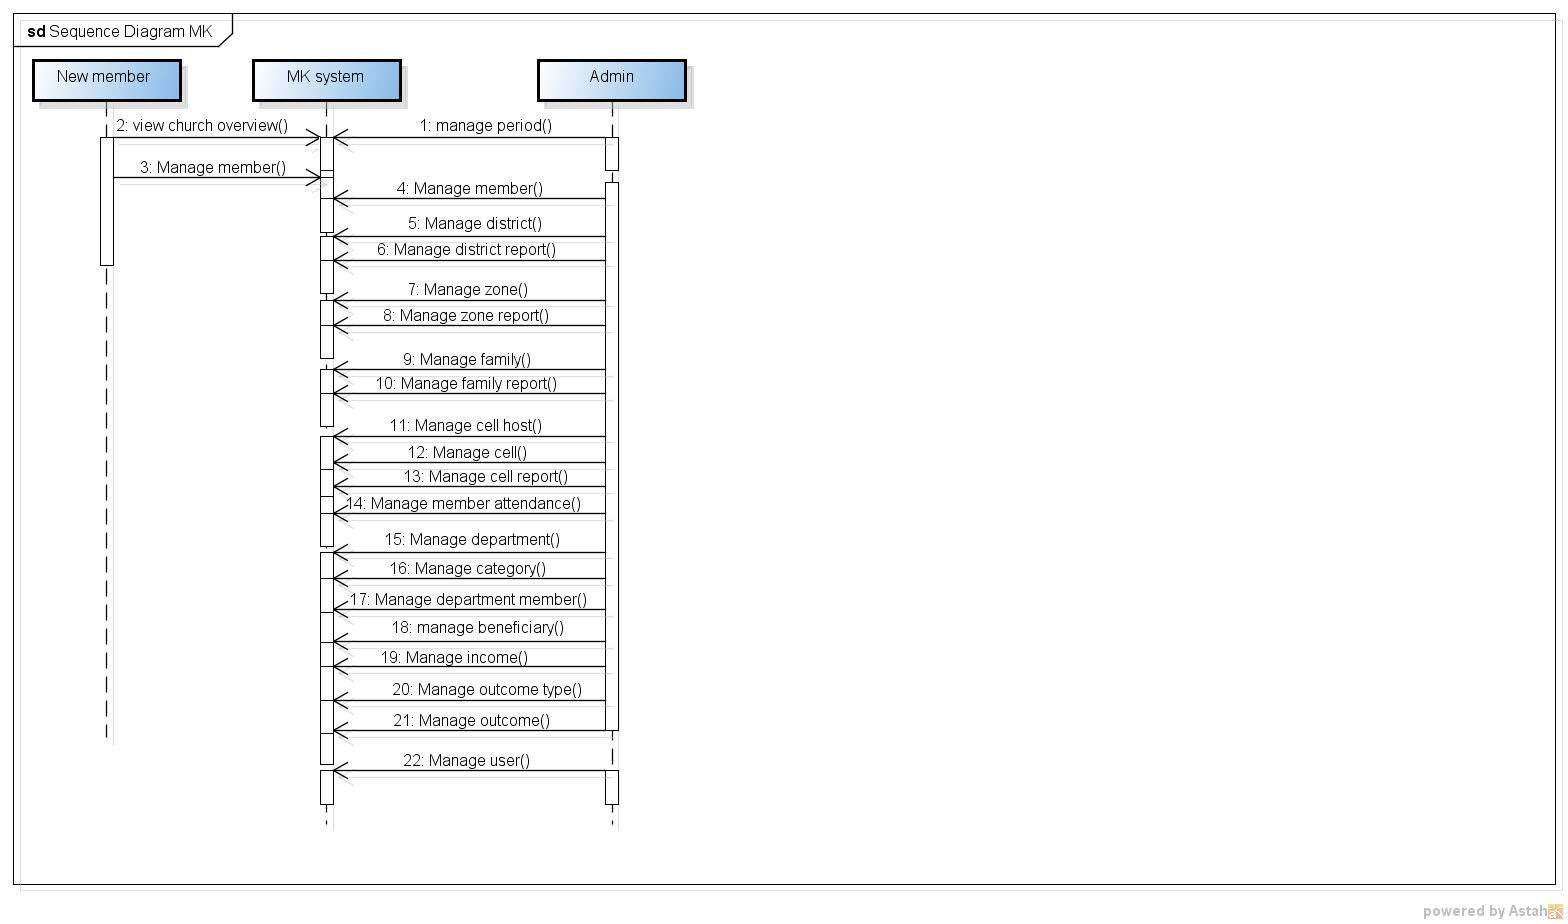 sd Sequence Diagram MK
New member
MK system
Admin
2: view church overview()
1: manage period()
3: Manage member()
4: Manage member()
5: Manage district()
6: Manage district report()
7: Manage zone()
8: Manage zone report()
9: Manage family()
10: Manage family report()
11: Manage cell host()
12: Manage cell()
13: Manage cell report()
14: Manage member attendance()
15: Manage department()
16: Manage category()
17: Manage department member()
18: manage beneficiary()
19: Manage income()
20: Manage outcome type()
21: Manage outcome()
22: Manage user()
powered by Astah